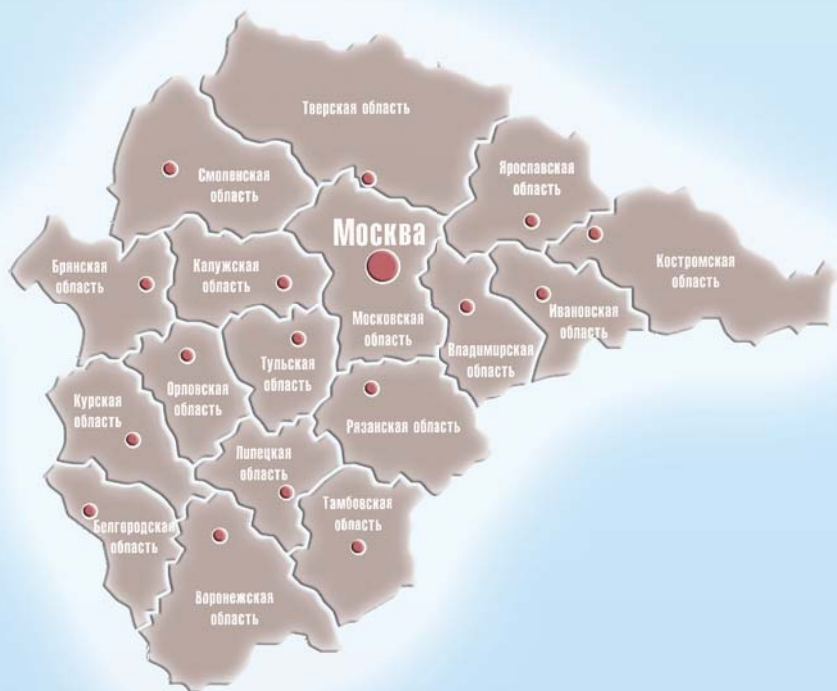 Тверская область
Смоленская
область
Ярославская
область
Москва
Костромская
область
Брянская
область
Калужская
область
Московская
область
Ивановская
область
Владимирская
область
Тульская
область
Орловская
область
Курская
область
Рязанская область
Липецкая
область
Тамбовская
область
Белгородская
область
Воронежская
область